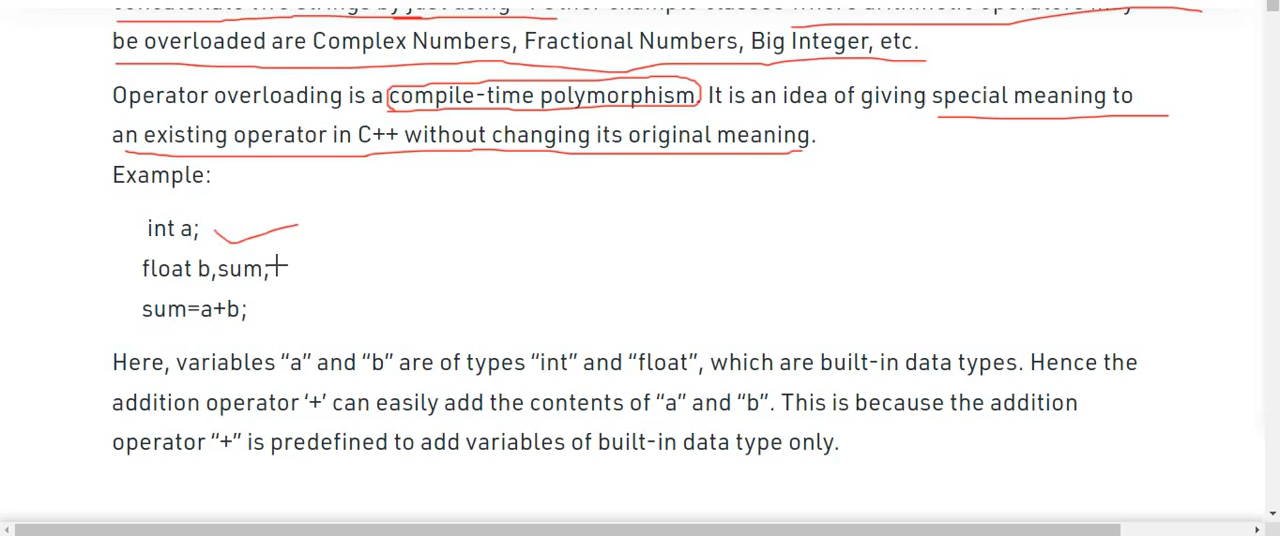 be overloaded are Complex Numbers, Fractional Numbers, Big Integer, etc.
Operator overloading is a compile-time polymorphism. It is an idea of giving special meaning to
an existing operator in C++ without changing its original meaning.
Example:
int a;
float b,sum;
sum=a+b;
Here, variables “a” and “b” are of types “int” and “float”, which are built-in data types. Hence the
addition operator ‘+’ can easily add the contents of “a” and “b”. This is because the addition
operator “+” is predefined to add variables of built-in data type only.